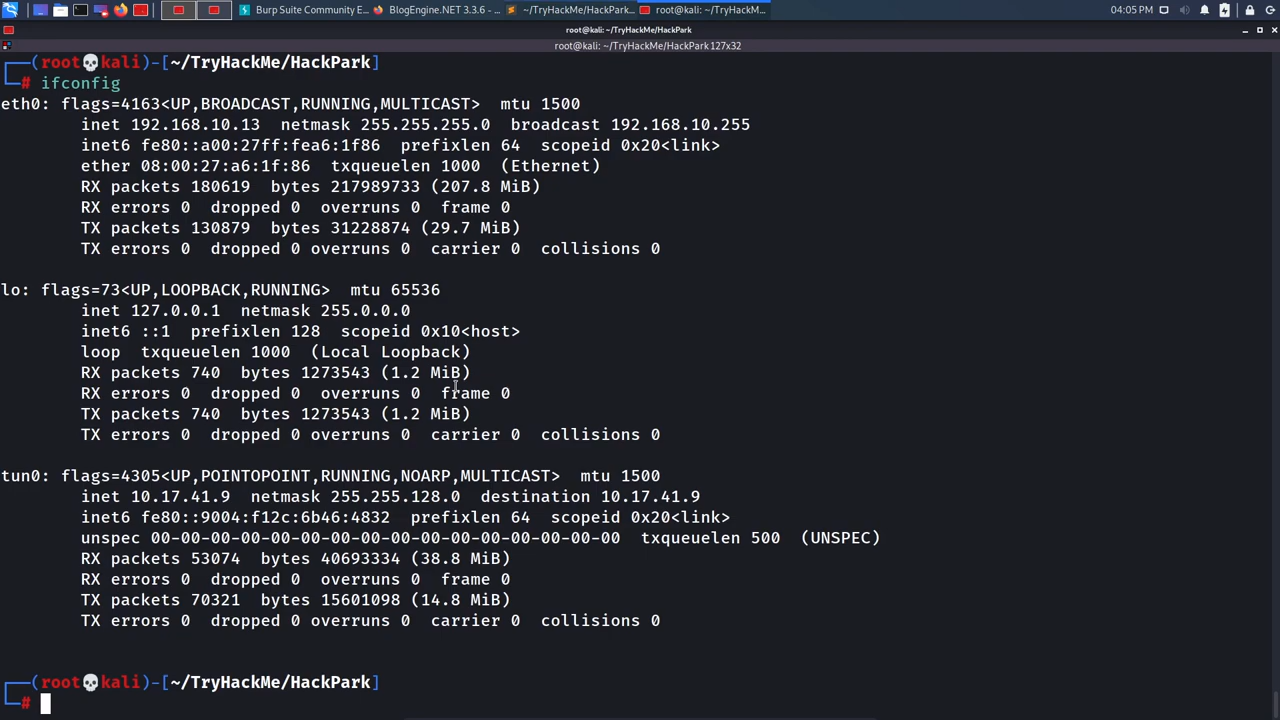 Burp Suite Community E...
BlogEngine.NET 3.3.6 - ...
~/TryHackMe/HackPark...
root@kali: ~/TryHackM...
04:05 PM
root@kali: ~/TryHackMe/HackPark
root@kali: ~/TryHackMe/HackPark 127x32
┌──(root💀kali)-[~/TryHackMe/HackPark]
└─# ifconfig
eth0: flags=4163<UP,BROADCAST,RUNNING,MULTICAST>  mtu 1500
        inet 192.168.10.13  netmask 255.255.255.0  broadcast 192.168.10.255
        inet6 fe80::a00:27ff:fea6:1f86  prefixlen 64  scopeid 0x20<link>
        ether 08:00:27:a6:1f:86  txqueuelen 1000  (Ethernet)
        RX packets 180619  bytes 217989733 (207.8 MiB)
        RX errors 0  dropped 0  overruns 0  frame 0
        TX packets 130879  bytes 31228874 (29.7 MiB)
        TX errors 0  dropped 0 overruns 0  carrier 0  collisions 0
lo: flags=73<UP,LOOPBACK,RUNNING>  mtu 65536
        inet 127.0.0.1  netmask 255.0.0.0
        inet6 ::1  prefixlen 128  scopeid 0x10<host>
        loop  txqueuelen 1000  (Local Loopback)
        RX packets 740  bytes 1273543 (1.2 MiB)
        RX errors 0  dropped 0  overruns 0  frame 0
        TX packets 740  bytes 1273543 (1.2 MiB)
        TX errors 0  dropped 0 overruns 0  carrier 0  collisions 0
tun0: flags=4305<UP,POINTOPOINT,RUNNING,NOARP,MULTICAST>  mtu 1500
        inet 10.17.41.9  netmask 255.255.128.0  destination 10.17.41.9
        inet6 fe80::9004:f12c:6b46:4832  prefixlen 64  scopeid 0x20<link>
        unspec 00-00-00-00-00-00-00-00-00-00-00-00-00-00-00-00  txqueuelen 500  (UNSPEC)
        RX packets 53074  bytes 40693334 (38.8 MiB)
        RX errors 0  dropped 0  overruns 0  frame 0
        TX packets 70321  bytes 15601098 (14.8 MiB)
        TX errors 0  dropped 0 overruns 0  carrier 0  collisions 0
┌──(root💀kali)-[~/TryHackMe/HackPark]
└─#